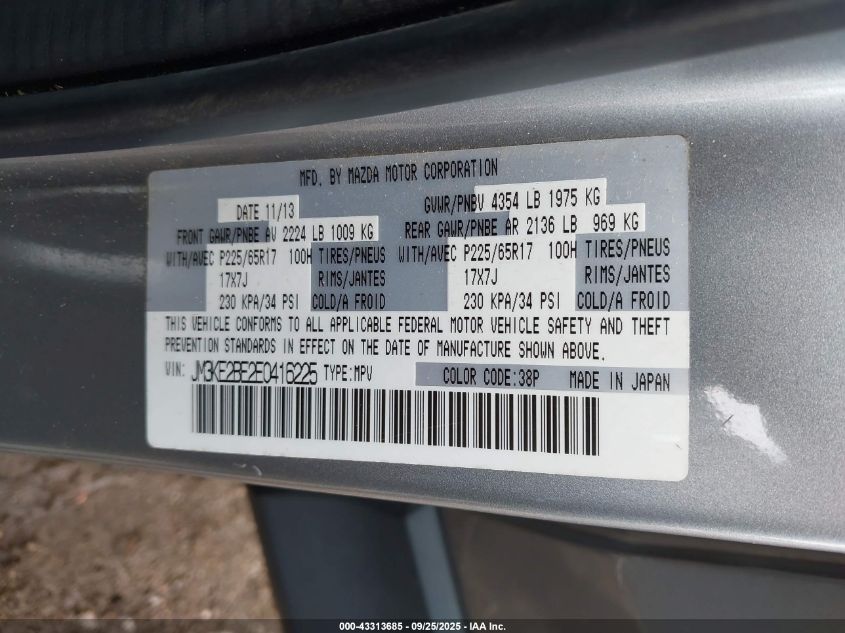 MFD. BY MAZDA MOTOR CORPORATION
DATE 11/13 GVWR/PNBV 4354 LB 1975 KG
FRONT GAWR/PNBE AV 2224 LB 1009 KG REAR GAWR/PNBE AR 2136 LB 969 KG
WITH/AVEC P225/65R17 100H TIRES/PNEUS WITH/AVEC P225/65R17 100H TIRES/PNEUS
17X7J RIMS/JANTES 17X7J RIMS/JANTES
230 KPA/34 PSI COLD/A FROID 230 KPA/34 PSI COLD/A FROID
THIS VEHICLE CONFORMS TO ALL APPLICABLE FEDERAL MOTOR VEHICLE SAFETY AND THEFT
PREVENTION STANDARDS IN EFFECT ON THE DATE OF MANUFACTURE SHOWN ABOVE.
VIN: JM3KE2BE2E0416225 TYPE:MPV COLOR CODE:38P MADE IN JAPAN
000-43313685 - 09/25/2025 - IAA Inc.